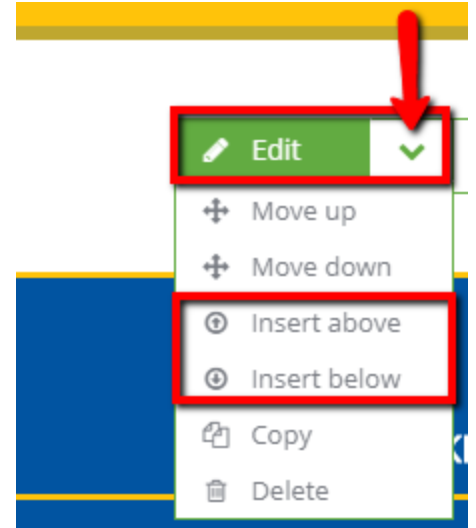 Edit
Move up
Move down
Insert above
Insert below
Copy
Delete